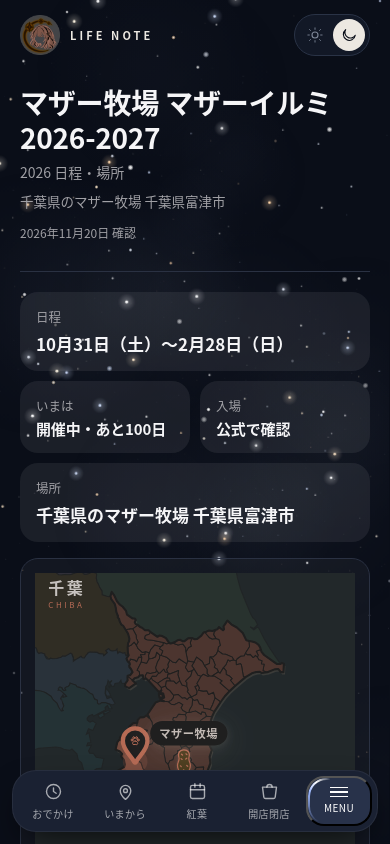 LIFE NOTE
マザー牧場 マザーイルミ
2026-2027
2026 日程・場所
千葉県のマザー牧場 千葉県富津市
2026年11月20日 確認
日程
10月31日（土）〜2月28日（日）
いまは
開催中・あと100日
入場
公式で確認
場所
千葉県のマザー牧場 千葉県富津市
千葉
CHIBA
マザー牧場
おでかけ
いまから
紅葉
開店閉店
MENU